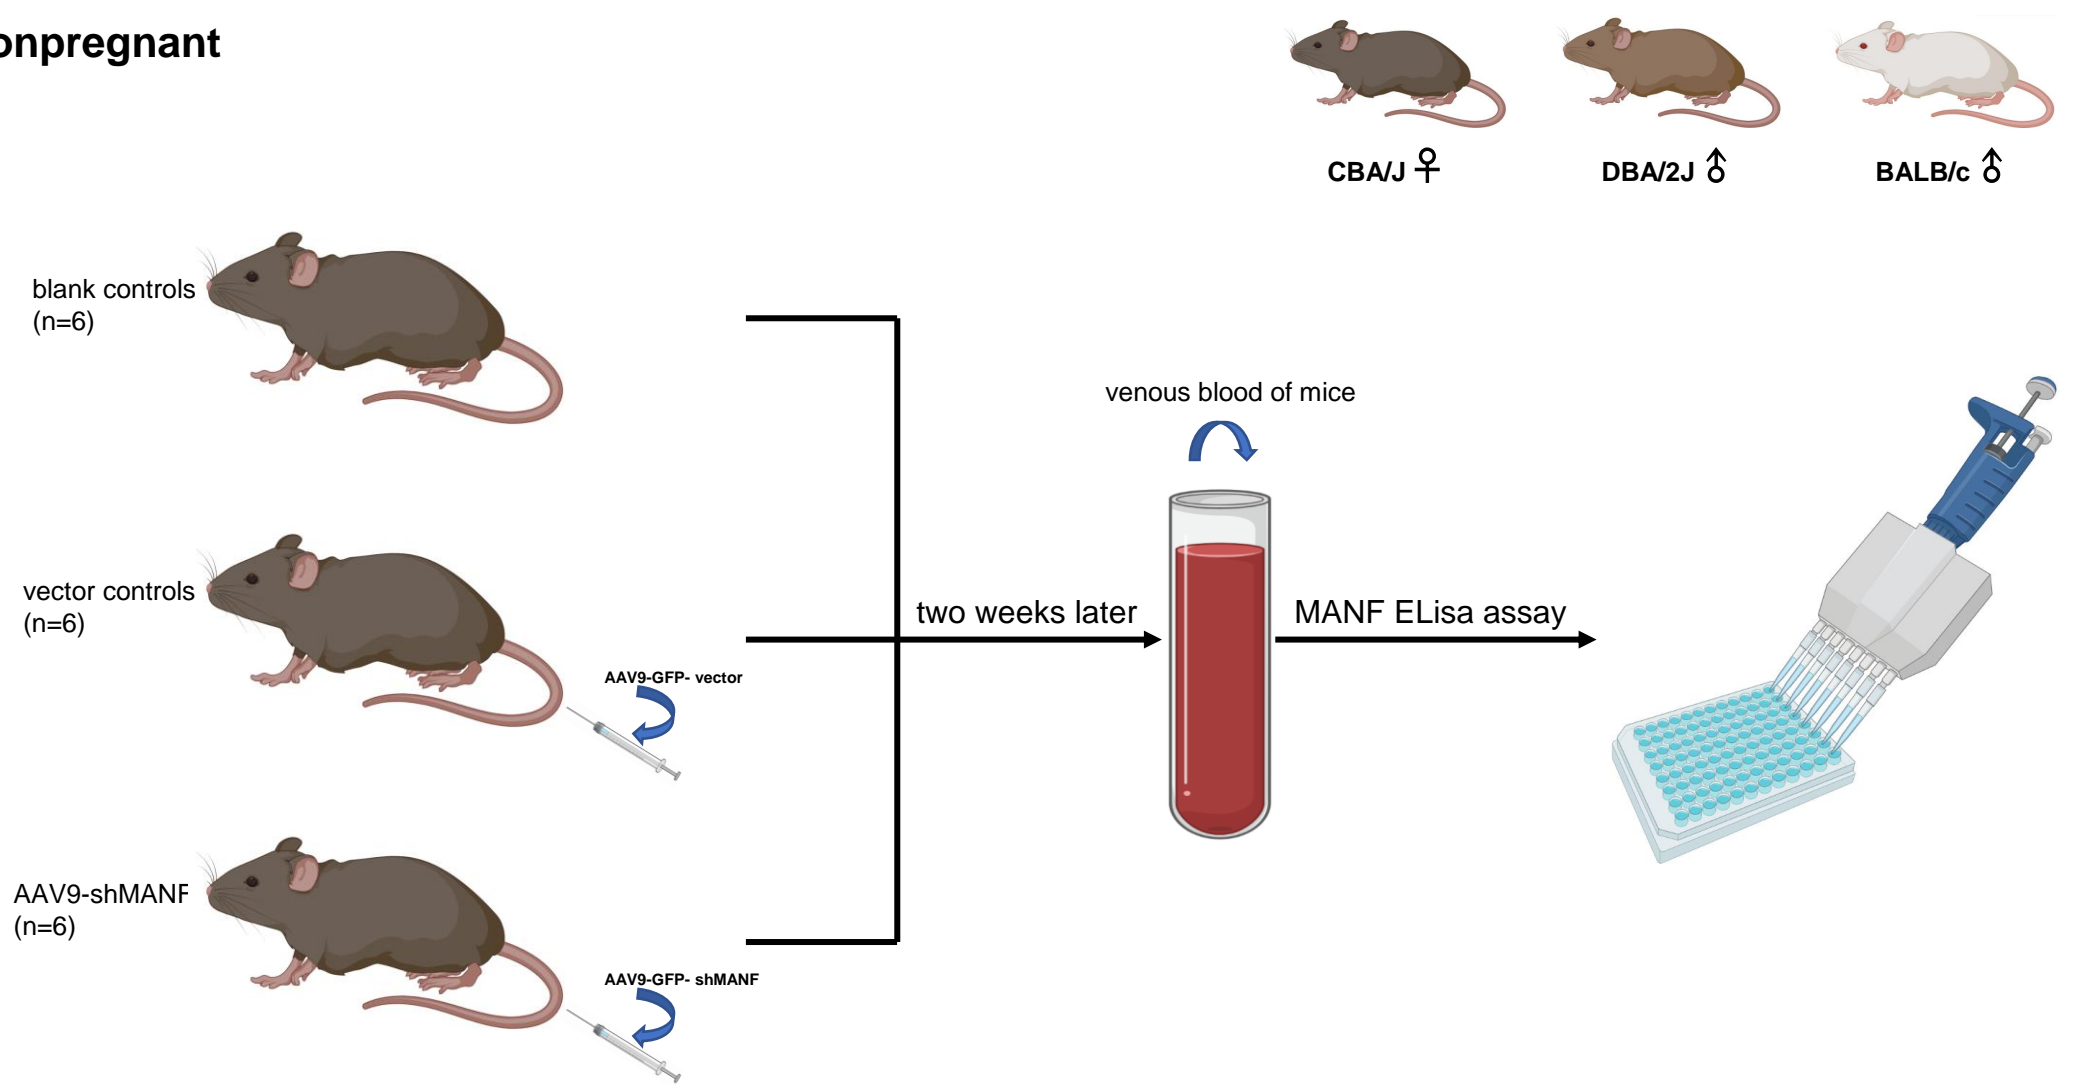 onpregnant
CBA/J ♀
DBA/2J ♂
BALB/c ♂
blank controls
(n=6)
venous blood of mice
vector controls
(n=6)
two weeks later
MANF ELisa assay
AAV9-GFP- vector
AAV9-shMANF
(n=6)
AAV9-GFP- shMANF